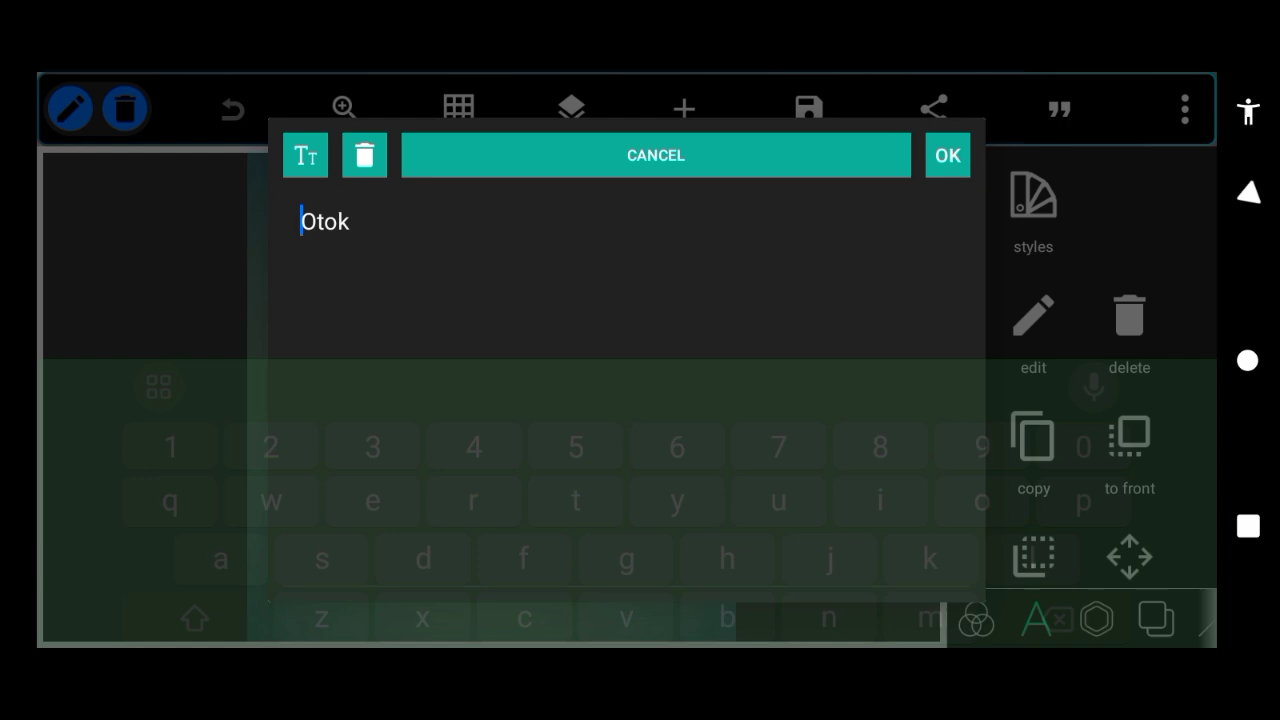 Tт
CANCEL
OK
Otok
styles
edit
delete
copy
to front
1 2 3 4 5 6 7 8 9 0
q w e r t y u i o p
a s d f g h j k
z x c v b n m
A